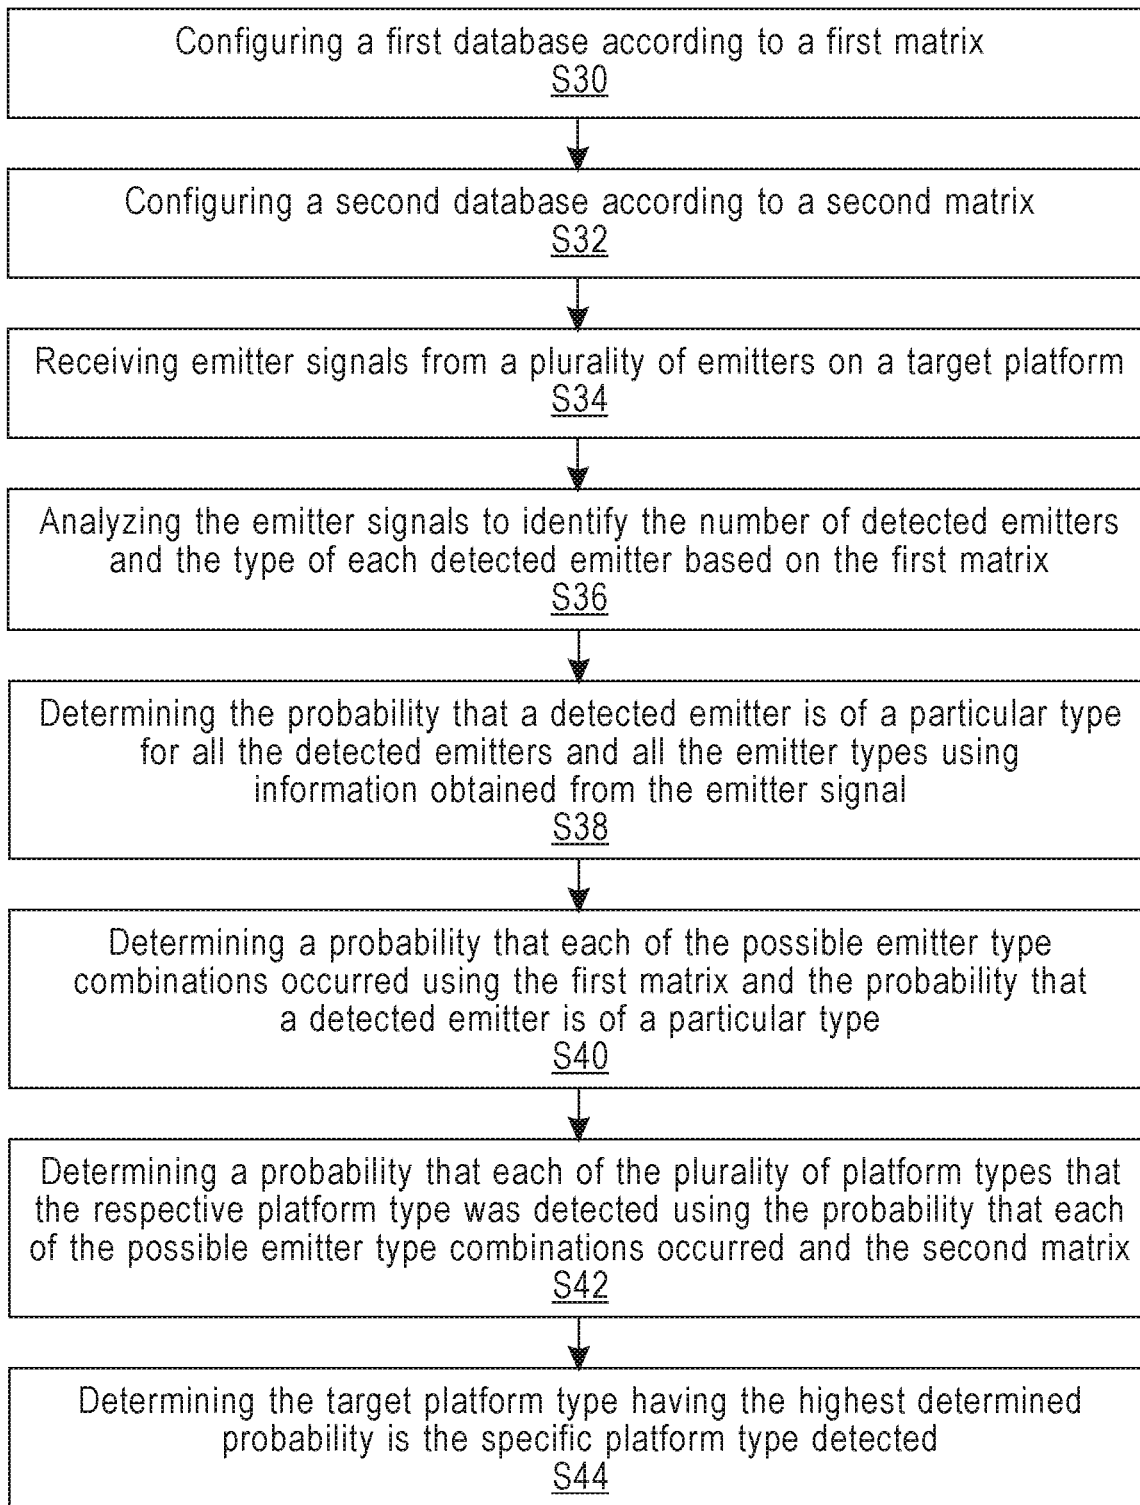 Configuring a first database according to a first matrix
S30
Configuring a second database according to a second matrix
S32
Receiving emitter signals from a plurality of emitters on a target platform
S34
Analyzing the emitter signals to identify the number of detected emitters
and the type of each detected emitter based on the first matrix
S36
Determining the probability that a detected emitter is of a particular type
for all the detected emitters and all the emitter types using
information obtained from the emitter signal
S38
Determining a probability that each of the possible emitter type
combinations occurred using the first matrix and the probability that
a detected emitter is of a particular type
S40
Determining a probability that each of the plurality of platform types that
the respective platform type was detected using the probability that each
of the possible emitter type combinations occurred and the second matrix
S42
Determining the target platform type having the highest determined
probability is the specific platform type detected
S44